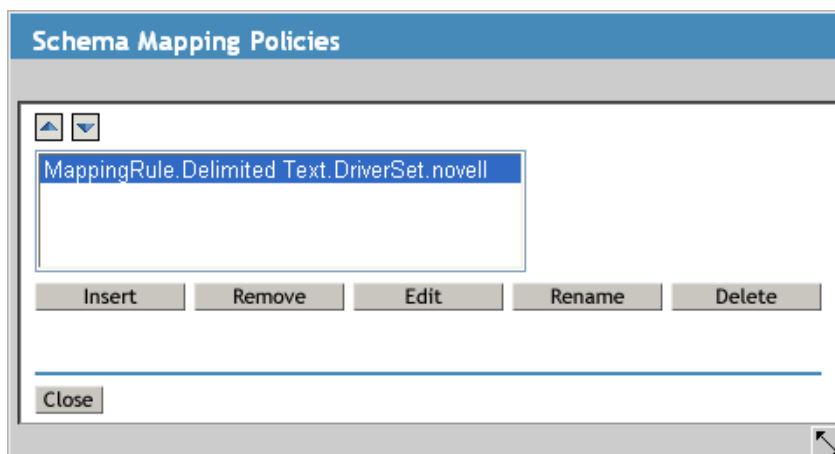 Schema Mapping Policies
MappingRule.Delimited Text.DriverSet.novell
Insert Remove Edit Rename Delete
Close